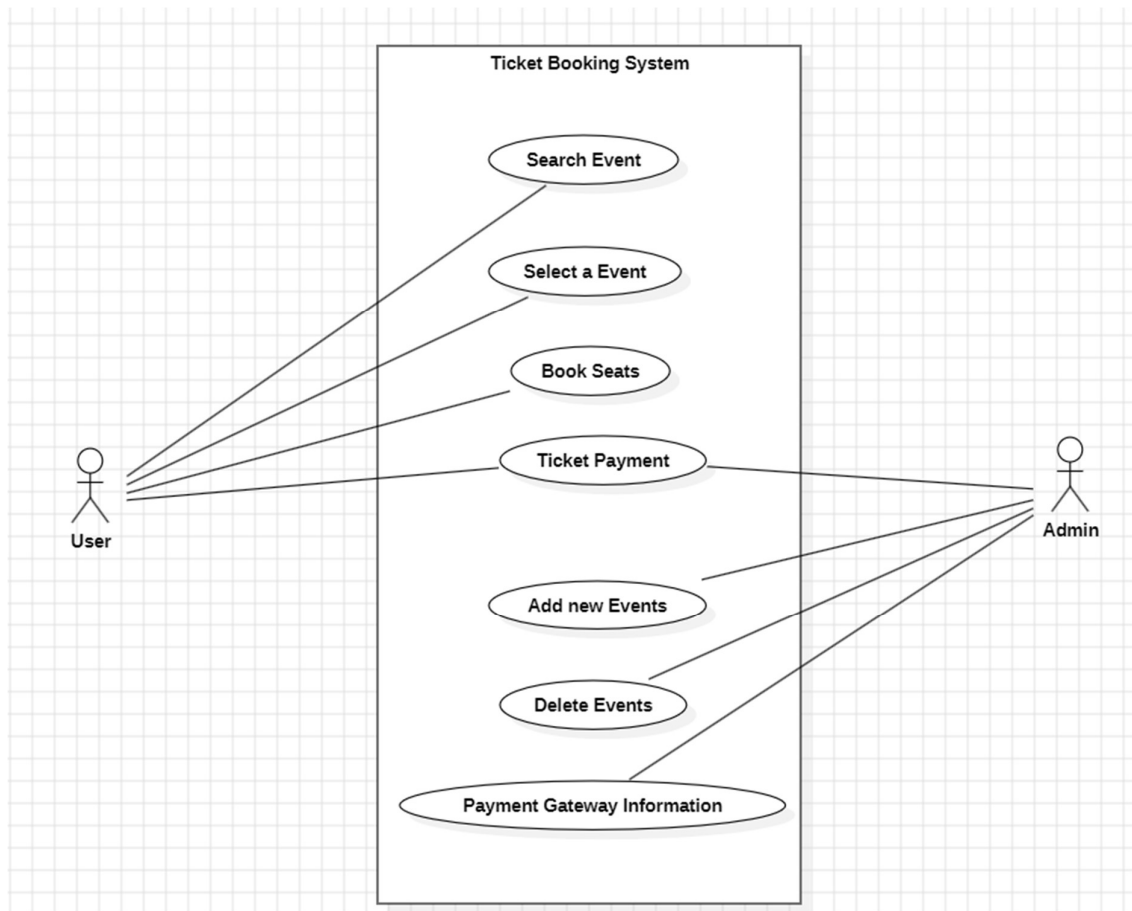 Ticket Booking System
Search Event
Select a Event
Book Seats
Ticket Payment
User
Admin
Add new Events
Delete Events
Payment Gateway Information